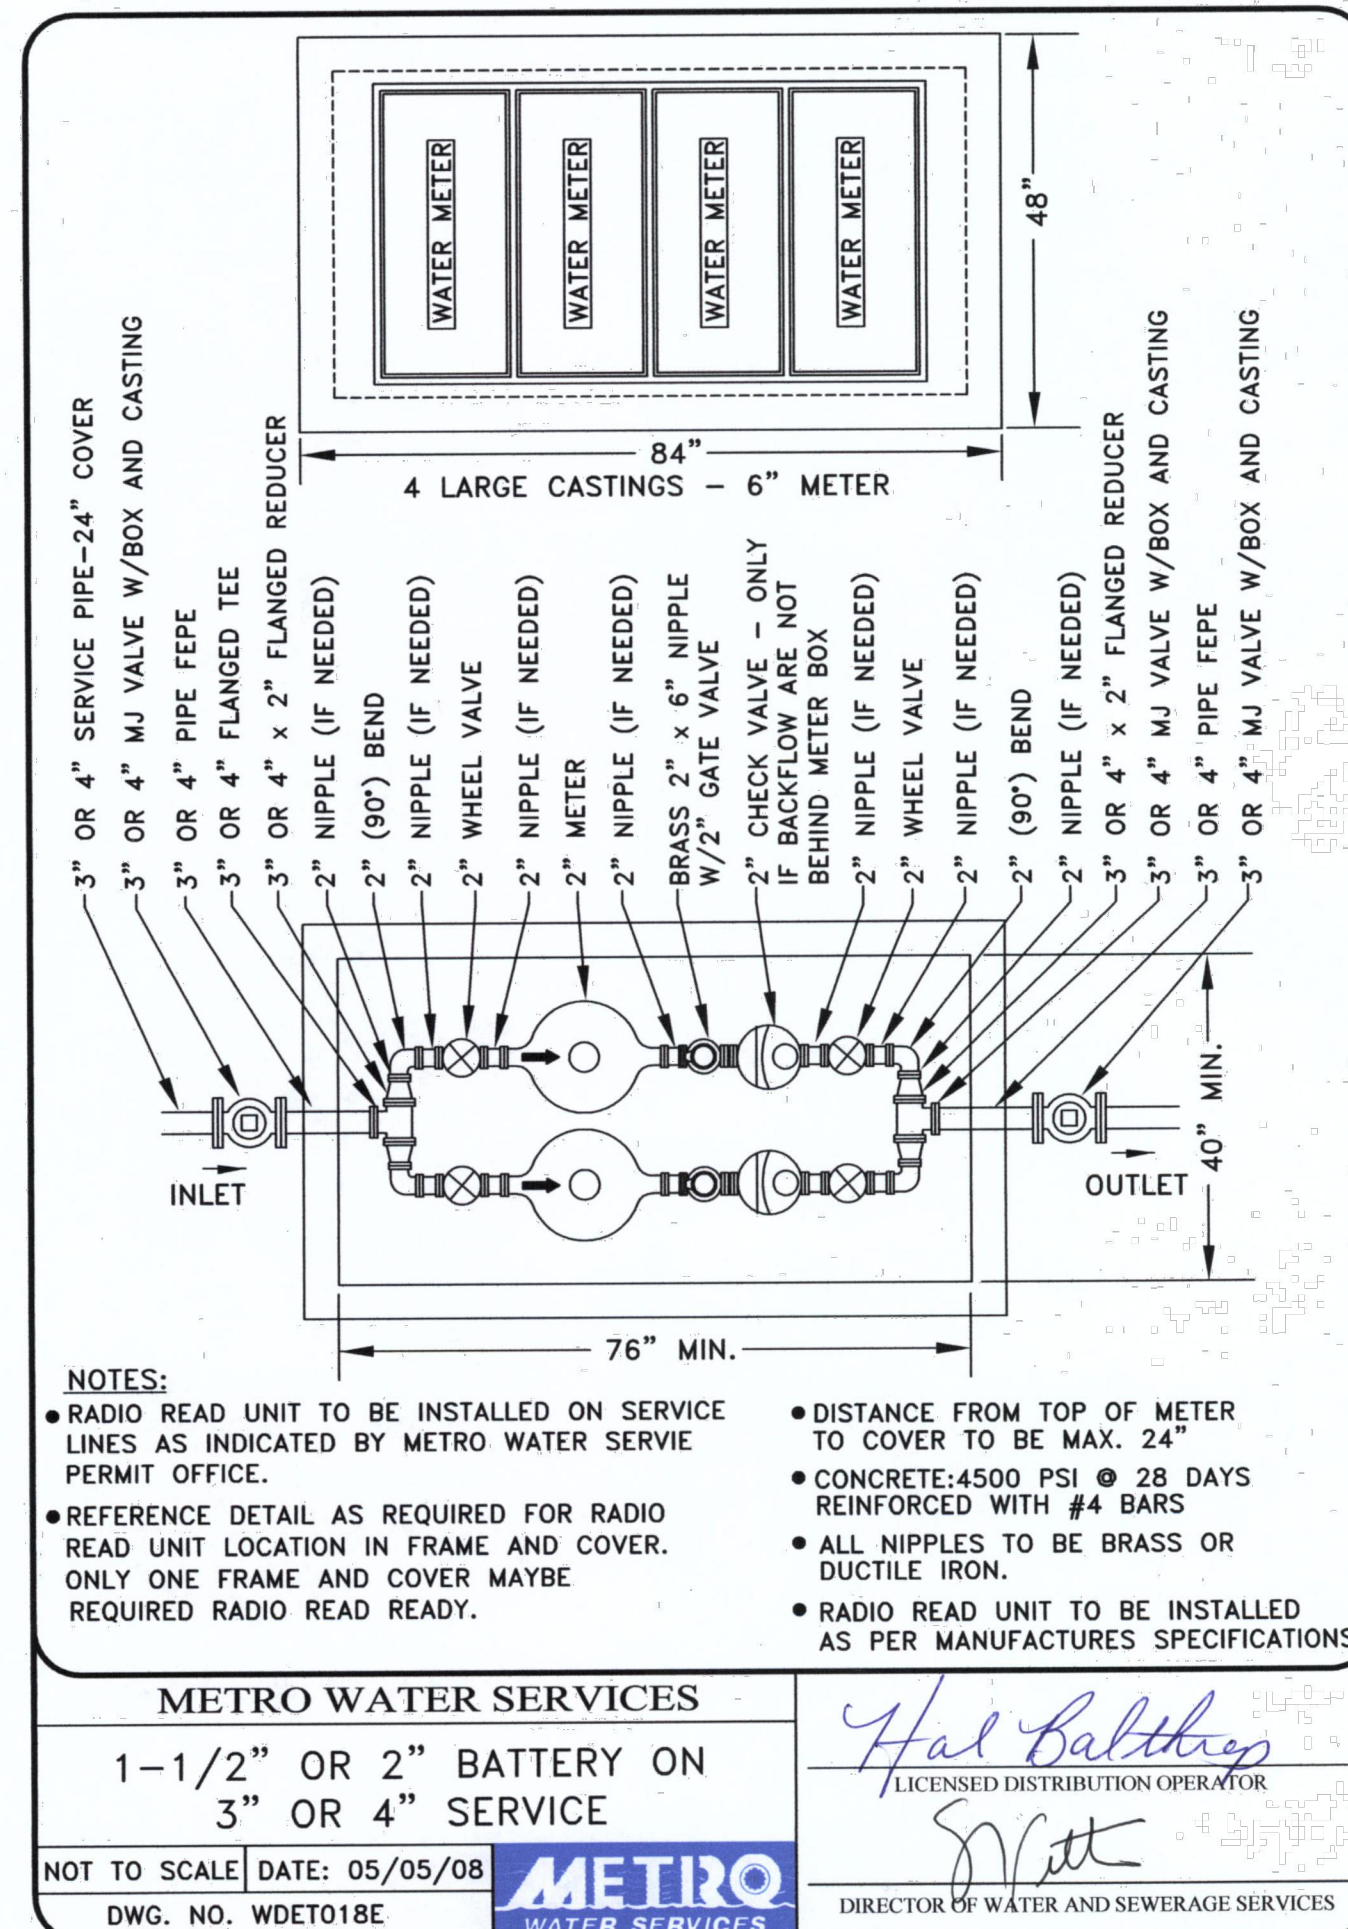 WATER METER
WATER METER
WATER METER
WATER METER
48”
84”
4 LARGE CASTINGS – 6” METER
3” OR 4” SERVICE PIPE–24” COVER
3” OR 4” MJ VALVE W/BOX AND CASTING
3” OR 4” PIPE FEPE
3” OR 4” FLANGED TEE
3” OR 4” x 2” FLANGED REDUCER
2” NIPPLE (IF NEEDED)
2” (90°) BEND
2” NIPPLE (IF NEEDED)
2” WHEEL VALVE
2” NIPPLE (IF NEEDED)
2” METER
2” NIPPLE (IF NEEDED)
BRASS 2” x 6” NIPPLE
W/2” GATE VALVE
2” CHECK VALVE – ONLY
IF BACKFLOW ARE NOT
BEHIND METER BOX
2” NIPPLE (IF NEEDED)
2” WHEEL VALVE
2” NIPPLE (IF NEEDED)
2” (90°) BEND
2” NIPPLE (IF NEEDED)
3” OR 4” x 2” FLANGED REDUCER
3” OR 4” MJ VALVE W/BOX AND CASTING
3” OR 4” PIPE FEPE
3” OR 4” MJ VALVE W/BOX AND CASTING
INLET
OUTLET
40” MIN.
76” MIN.
NOTES:
● RADIO READ UNIT TO BE INSTALLED ON SERVICE
LINES AS INDICATED BY METRO WATER SERVIE
PERMIT OFFICE.
● REFERENCE DETAIL AS REQUIRED FOR RADIO
READ UNIT LOCATION IN FRAME AND COVER.
ONLY ONE FRAME AND COVER MAYBE
REQUIRED RADIO READ READY.
● DISTANCE FROM TOP OF METER
TO COVER TO BE MAX. 24”
● CONCRETE:4500 PSI @ 28 DAYS
REINFORCED WITH #4 BARS
● ALL NIPPLES TO BE BRASS OR
DUCTILE IRON.
● RADIO READ UNIT TO BE INSTALLED
AS PER MANUFACTURES SPECIFICATIONS
METRO WATER SERVICES
1–1/2” OR 2” BATTERY ON
3” OR 4” SERVICE
NOT TO SCALE
DATE: 05/05/08
DWG. NO. WDET018E
METRO
WATER SERVICES
Hal Balthrop
LICENSED DISTRIBUTION OPERATOR
DIRECTOR OF WATER AND SEWERAGE SERVICES